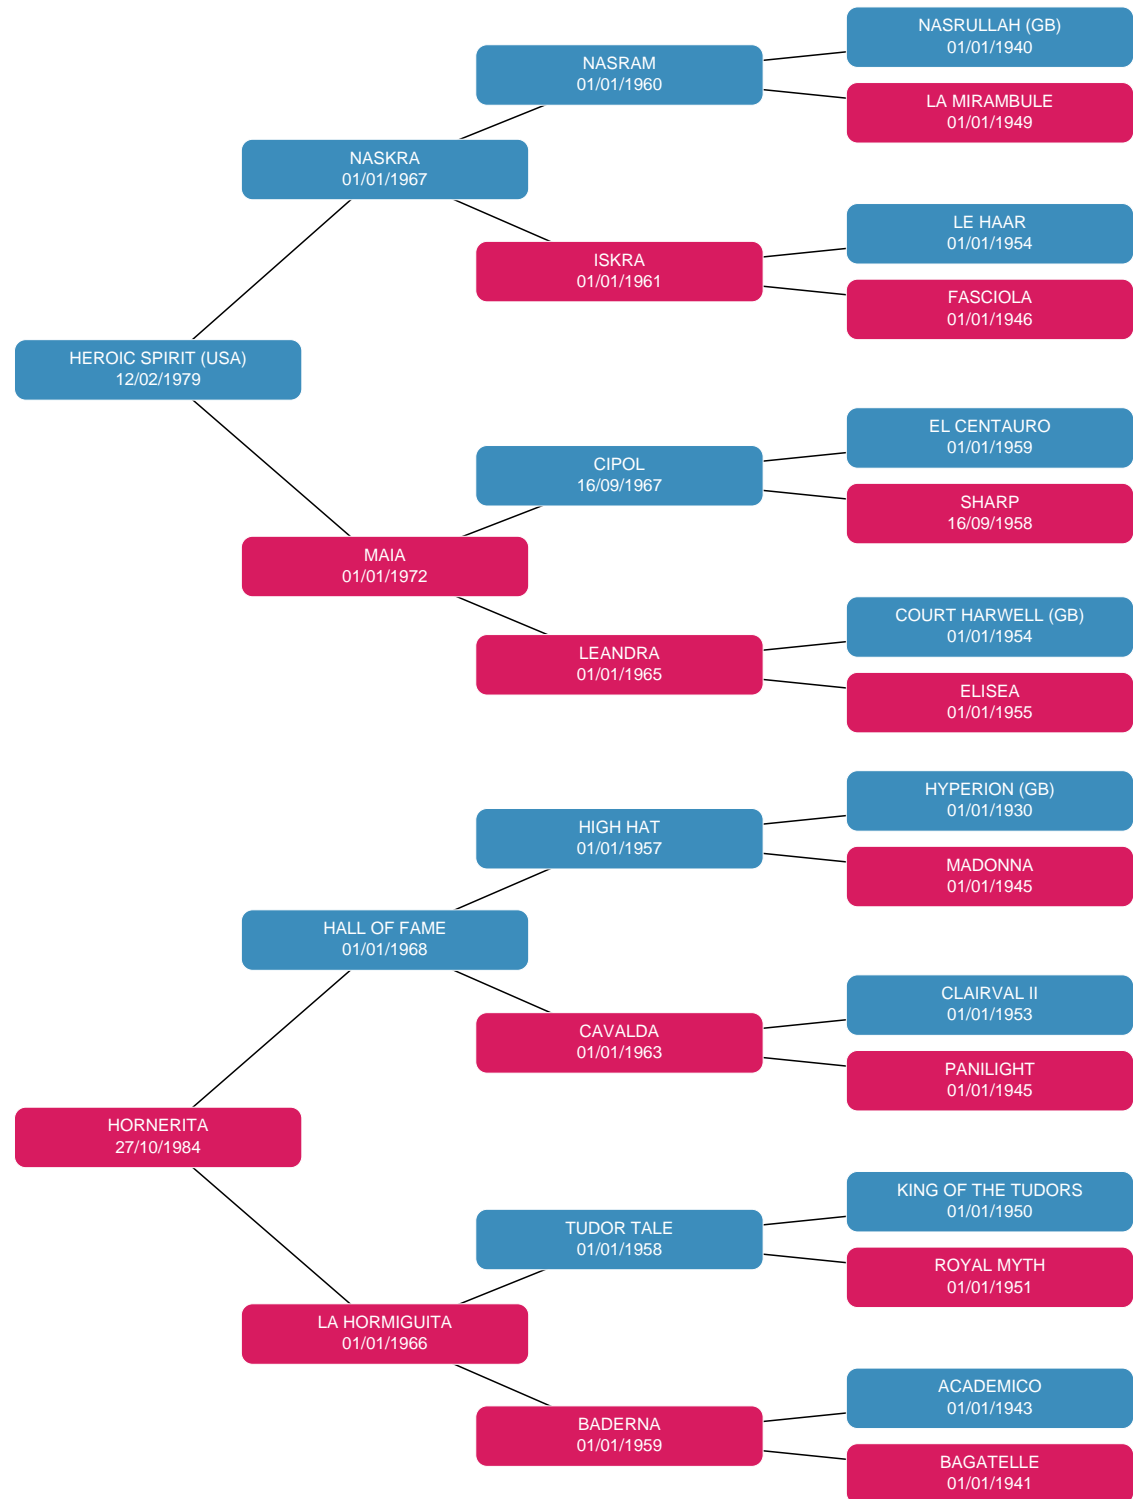 NASRULLAH (GB)
01/01/1940
NASRAM
01/01/1960
LA MIRAMBULE
01/01/1949
NASKRA
01/01/1967
LE HAAR
01/01/1954
ISKRA
01/01/1961
FASCIOLA
01/01/1946
HEROIC SPIRIT (USA)
12/02/1979
EL CENTAURO
01/01/1959
CIPOL
16/09/1967
SHARP
16/09/1958
MAIA
01/01/1972
COURT HARWELL (GB)
01/01/1954
LEANDRA
01/01/1965
ELISEA
01/01/1955
HYPERION (GB)
01/01/1930
HIGH HAT
01/01/1957
MADONNA
01/01/1945
HALL OF FAME
01/01/1968
CLAIRVAL II
01/01/1953
CAVALDA
01/01/1963
PANILIGHT
01/01/1945
HORNERITA
27/10/1984
KING OF THE TUDORS
01/01/1950
TUDOR TALE
01/01/1958
ROYAL MYTH
01/01/1951
LA HORMIGUITA
01/01/1966
ACADEMICO
01/01/1943
BADERNA
01/01/1959
BAGATELLE
01/01/1941